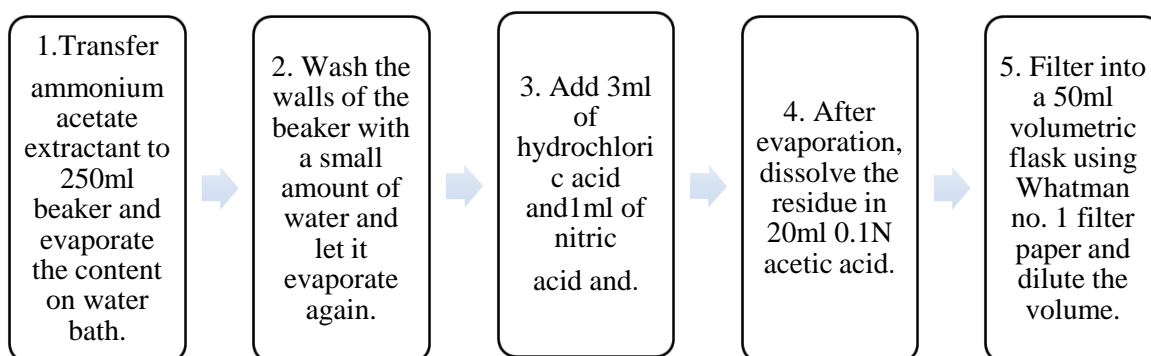 1.Transfer
ammonium
acetate
extractant to
250ml
beaker and
evaporate
the content
on water
bath.
2. Wash the
walls of the
beaker with
a small
amount of
water and
let it
evaporate
again.
3. Add 3ml
of
hydrochlori
c acid
and1ml of
nitric
acid and.
4. After
evaporation,
dissolve the
residue in
20ml 0.1N
acetic acid.
5. Filter into
a 50ml
volumetric
flask using
Whatman
no. 1 filter
paper and
dilute the
volume.